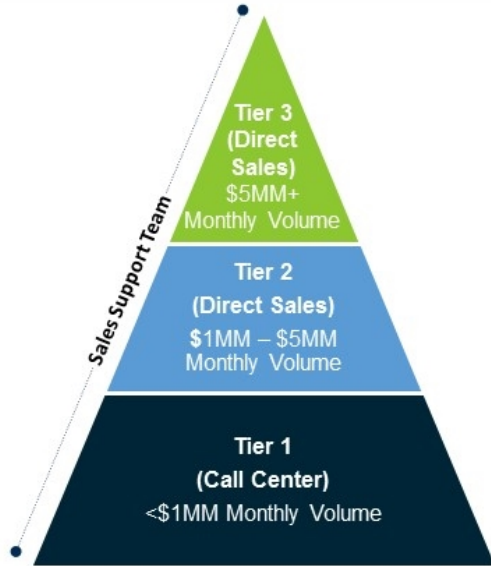 Tier 3
(Direct
Sales)
$5MM+
Monthly Volume
Sales Support Team
Tier 2
(Direct Sales)
$1MM – $5MM
Monthly Volume
Tier 1
(Call Center)
<$1MM Monthly Volume